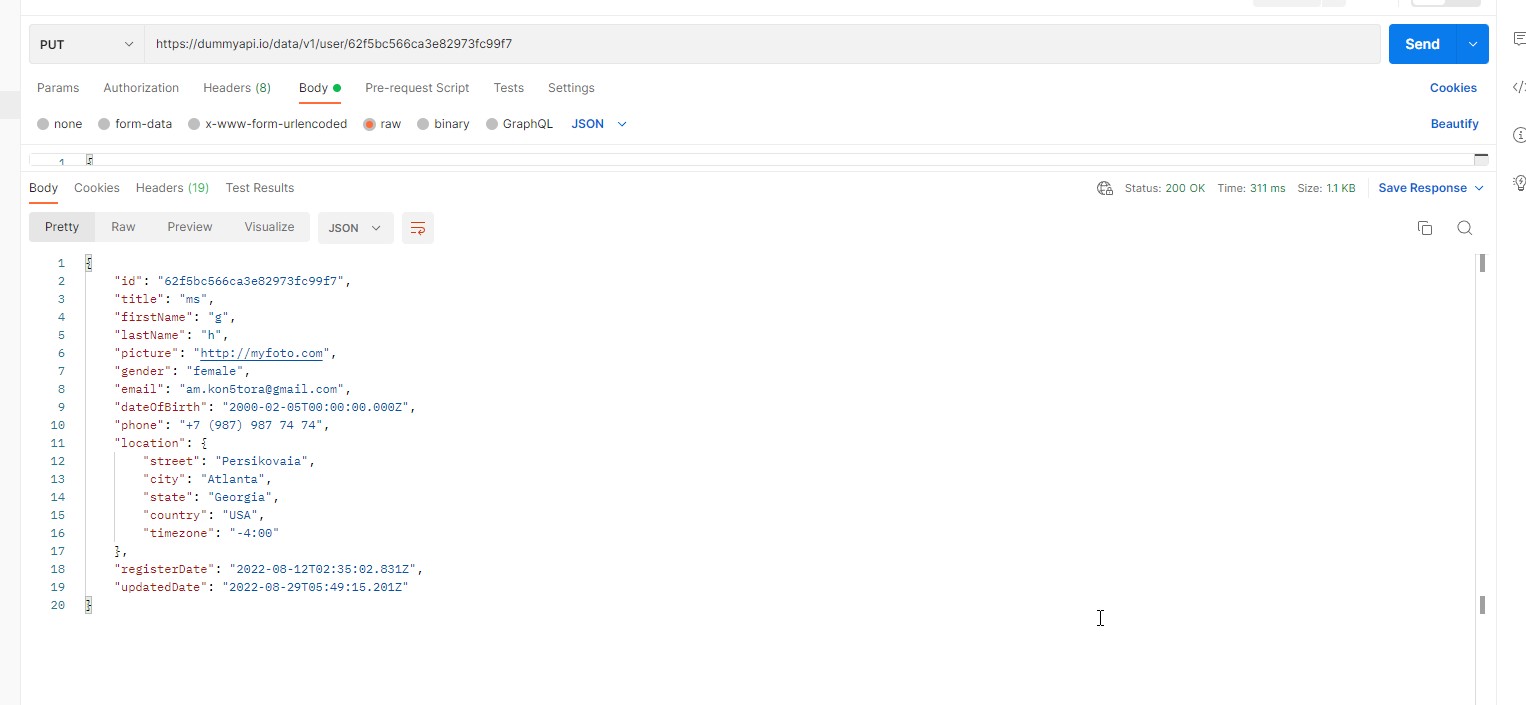 PUT https://dummyapi.io/data/v1/user/62f5bc566ca3e82973fc99f7 Send
Params Authorization Headers (8) Body Pre-request Script Tests Settings Cookies
none form-data x-www-form-urlencoded raw binary GraphQL JSON Beautify
1 {
Body Cookies Headers (19) Test Results Status: 200 OK Time: 311 ms Size: 1.1 KB Save Response
Pretty Raw Preview Visualize JSON
1 {
2 "id": "62f5bc566ca3e82973fc99f7",
3 "title": "ms",
4 "firstName": "g",
5 "lastName": "h",
6 "picture": "http://myfoto.com",
7 "gender": "female",
8 "email": "am.kon5tora@gmail.com",
9 "dateOfBirth": "2000-02-05T00:00:00.000Z",
10 "phone": "+7 (987) 987 74 74",
11 "location": {
12 "street": "Persikovaia",
13 "city": "Atlanta",
14 "state": "Georgia",
15 "country": "USA",
16 "timezone": "-4:00"
17 },
18 "registerDate": "2022-08-12T02:35:02.831Z",
19 "updatedDate": "2022-08-29T05:49:15.201Z"
20 }